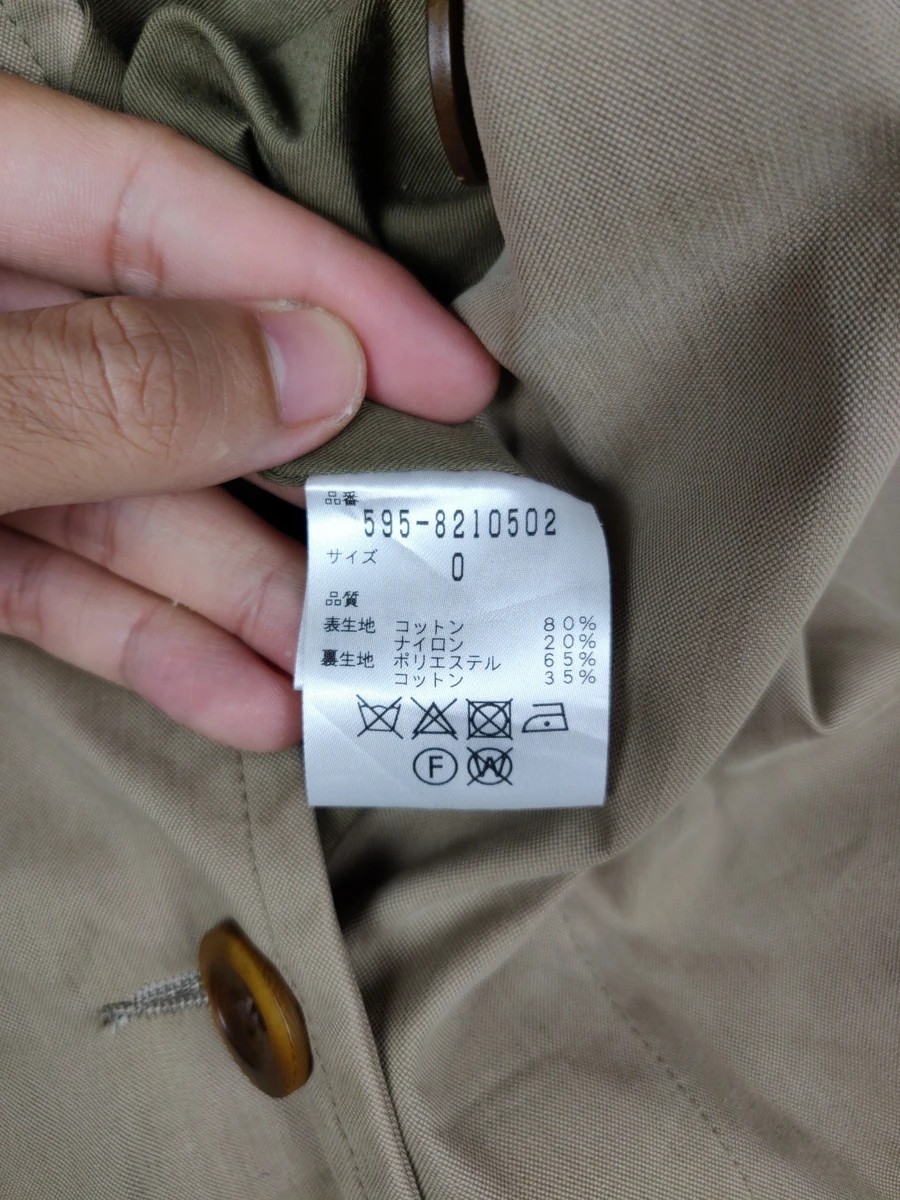 品番
595-8210502
サイズ
0
品質
表生地 コットン 80%
ナイロン 20%
裏生地 ポリエステル 65%
コットン 35%
F W